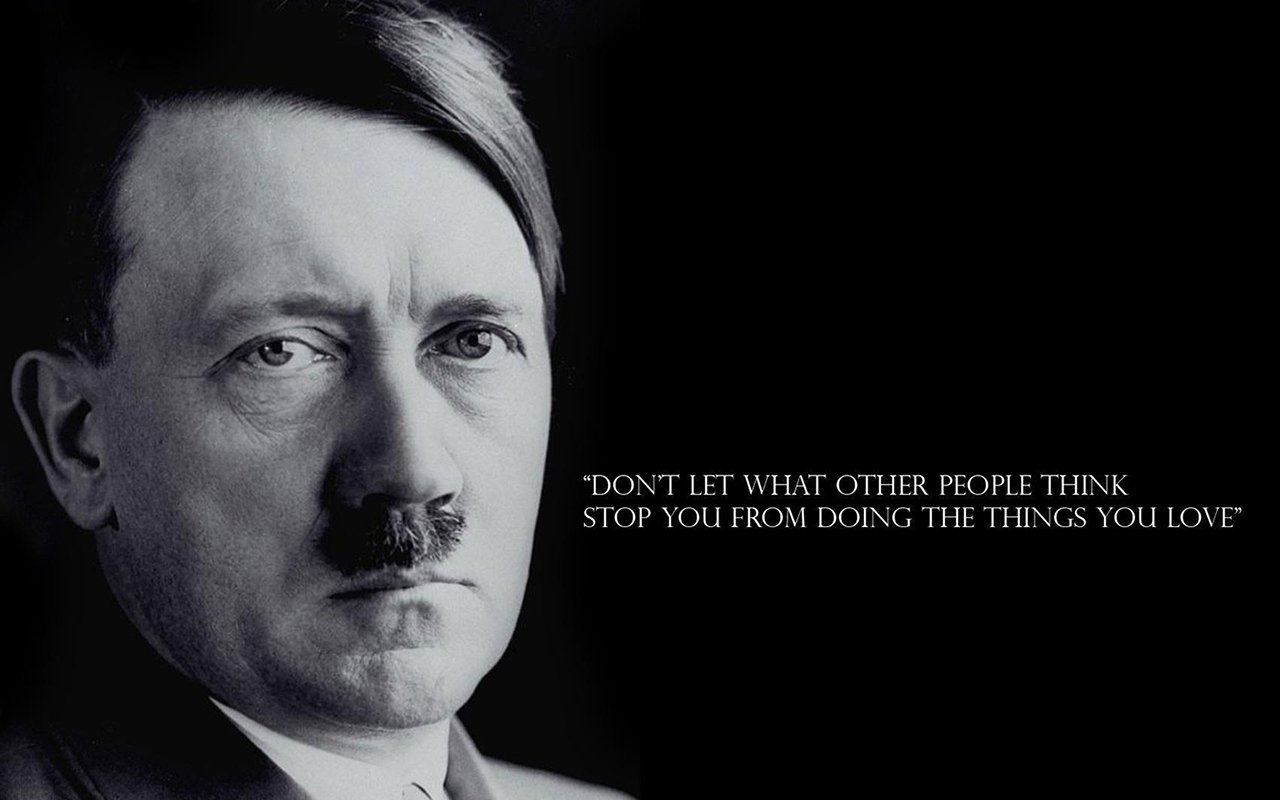 “DON’T LET WHAT OTHER PEOPLE THINK
STOP YOU FROM DOING THE THINGS YOU LOVE”